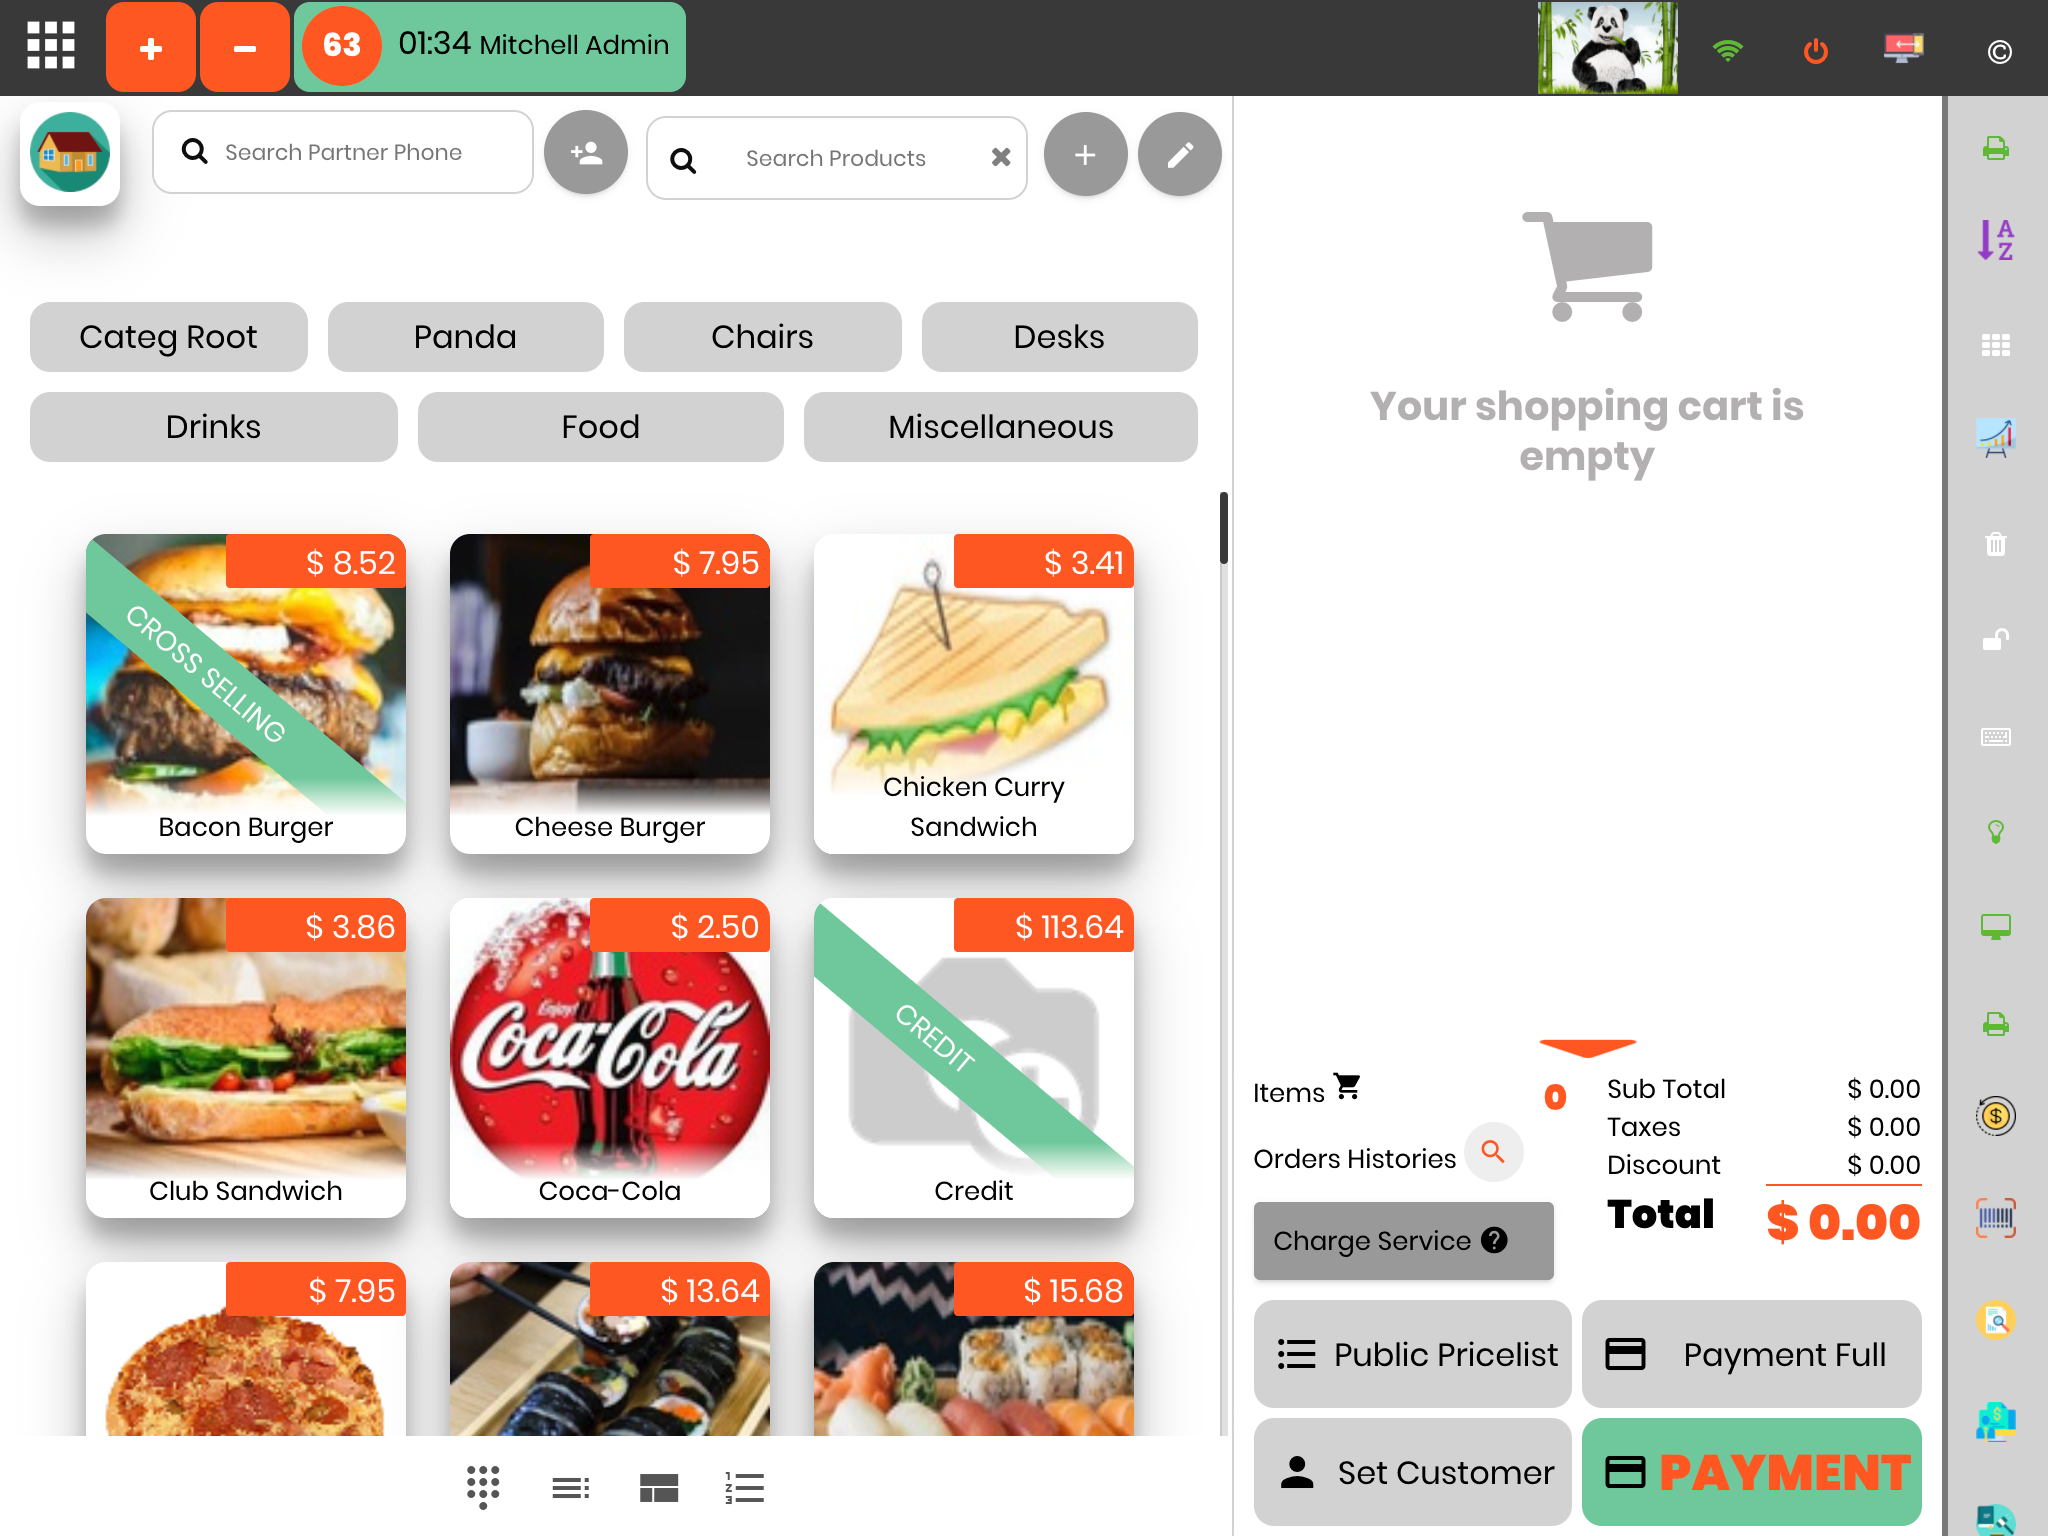 63 01:34 Mitchell Admin
©
Search Partner Phone
Search Products
A
Z
Categ Root
Panda
Chairs
Desks
Drinks
Food
Miscellaneous
Your shopping cart is
empty
$ 8.52
CROSS SELLING
Bacon Burger
$ 7.95
Cheese Burger
$ 3.41
Chicken Curry
Sandwich
$ 3.86
Club Sandwich
$ 2.50
Enjoy
Coca-Cola
Coca-Cola
$ 113.64
CREDIT
Credit
$ 7.95
$ 13.64
$ 15.68
Items
0
Orders Histories
Charge Service
Sub Total $ 0.00
Taxes $ 0.00
Discount $ 0.00
Total $ 0.00
Public Pricelist
Payment Full
Set Customer
PAYMENT